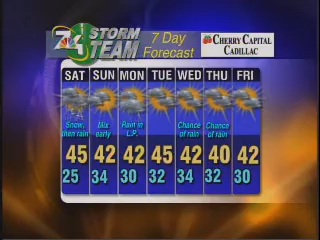 7&4 STORM TEAM
7 Day
Forecast
CHERRY CAPITAL
CADILLAC
SAT SUN MON TUE WED THU FRI
Snow, then rain
Mix early
Rain in L.P.
Chance of rain
Chance of rain
45 42 42 45 42 40 42
25 34 30 32 34 32 30